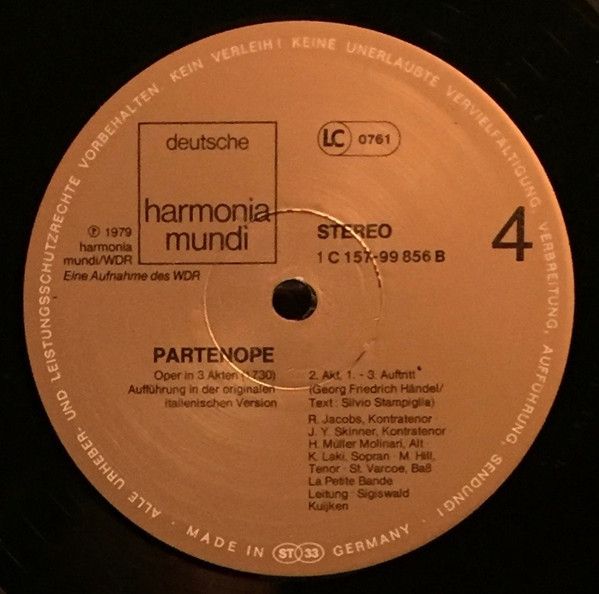 ALLE URHEBER- UND LEISTUNGSSCHUTZRECHTE VORBEHALTEN. KEIN VERLEIH! KEINE UNERLAUBTE VERVIELFÄLTIGUNG, VERBREITUNG, AUFFÜHRUNG, SENDUNG!
deutsche
harmonia
mundi
LC 0761
℗ 1979
harmonia
mundi/WDR
Eine Aufnahme des WDR
STEREO
1 C 157-99 856 B
4
PARTENOPE
Oper in 3 Akten (1730)
Aufführung in der originalen
italienischen Version
2. Akt, 1. - 3. Auftritt
(Georg Friedrich Händel/
Text: Silvio Stampiglia)
R. Jacobs, Kontratenor
J. Y. Skinner, Kontratenor
H. Müller Molinari, Alt
K. Laki, Sopran · M. Hill,
Tenor · St. Varcoe, Baß
La Petite Bande
Leitung · Sigiswald
Kuijken
· MADE IN ST 33 GERMANY ·